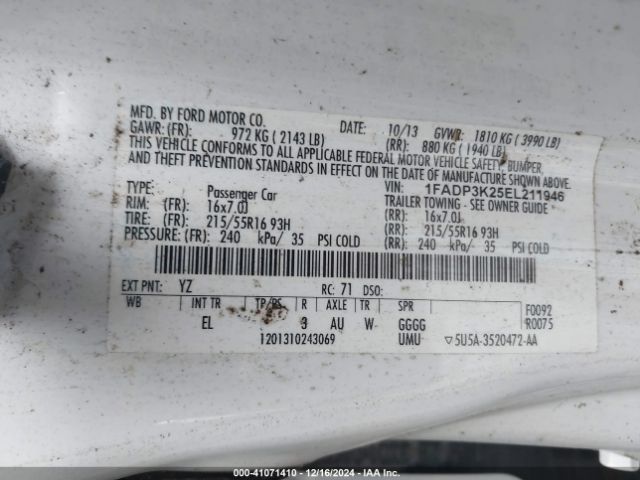 MFD. BY FORD MOTOR CO.
DATE: 10/13 GVWR: 1810 KG ( 3990 LB)
GAWR: (FR): 972 KG ( 2143 LB) (RR): 880 KG ( 1940 LB)
THIS VEHICLE CONFORMS TO ALL APPLICABLE FEDERAL MOTOR VEHICLE SAFETY, BUMPER,
AND THEFT PREVENTION STANDARDS IN EFFECT ON THE DATE OF MANUFACTURE SHOWN ABOVE.
VIN: 1FADP3K25EL211946
TYPE: Passenger Car TRAILER TOWING - SEE OWNER GUIDE
RIM: (FR): 16x7.0J (RR): 16x7.0J
TIRE: (FR): 215/55R16 93H (RR): 215/55R16 93H
PRESSURE: (FR): 240 kPa/ 35 PSI COLD (RR): 240 kPa/ 35 PSI COLD
EXT PNT: YZ RC: 71 DSO:
WB INT TR TP/PS R AXLE TR SPR
F0092
EL 3 AU W GGGG
R0075
1201310243069 UMU ▽5U5A-3520472-AA
000-41071410 - 12/16/2024 - IAA Inc.